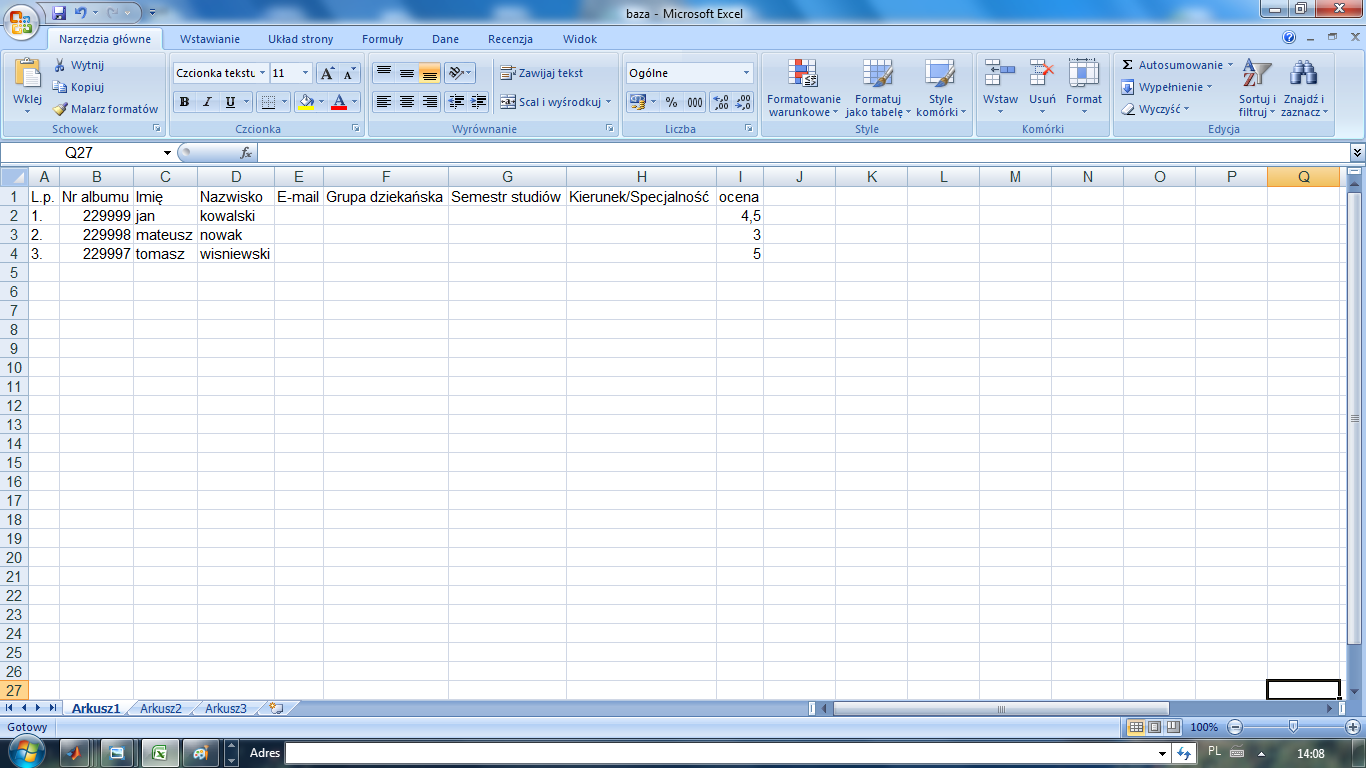 baza - Microsoft Excel
Narzędzia główne Wstawianie Układ strony Formuły Dane Recenzja Widok
Wklej
Wytnij
Kopiuj
Malarz formatów
Schowek
Czcionka tekstu 11
B I U
Czcionka
Zawijaj tekst
Scal i wyśrodkuj
Wyrównanie
Ogólne
% 000
Liczba
Formatowanie warunkowe
Formatuj jako tabelę
Style komórki
Style
Wstaw Usuń Format
Komórki
Σ Autosumowanie
Wypełnienie
Wyczyść
Sortuj i filtruj
Znajdź i zaznacz
Edycja
Q27 fx
A B C D E F G H I J K L M N O P Q
1 L.p. Nr albumu Imię Nazwisko E-mail Grupa dziekańska Semestr studiów Kierunek/Specjalność ocena
2 1. 229999 jan kowalski 4,5
3 2. 229998 mateusz nowak 3
4 3. 229997 tomasz wisniewski 5
5
6
7
8
9
10
11
12
13
14
15
16
17
18
19
20
21
22
23
24
25
26
27
Arkusz1 Arkusz2 Arkusz3
Gotowy 100%
Adres PL 14:08